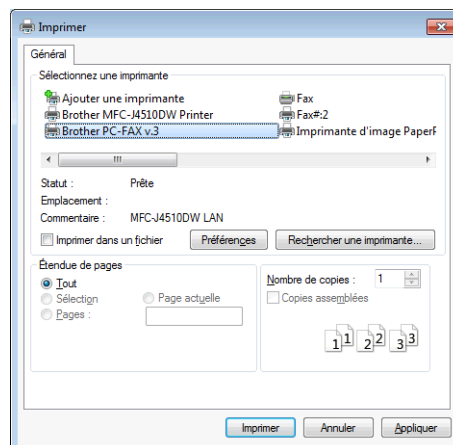 Imprimer
Général
Sélectionnez une imprimante
Ajouter une imprimante
Fax
Brother MFC-J4510DW Printer
Fax#:2
Brother PC-FAX v.3
Imprimante d'image PaperF
Statut : Prête
Emplacement :
Commentaire : MFC-J4510DW LAN
Imprimer dans un fichier
Préférences
Rechercher une imprimante...
Étendue de pages
Tout
Sélection
Page actuelle
Pages :
Nombre de copies : 1
Copies assemblées
1 1 2 2 3 3
Imprimer Annuler Appliquer